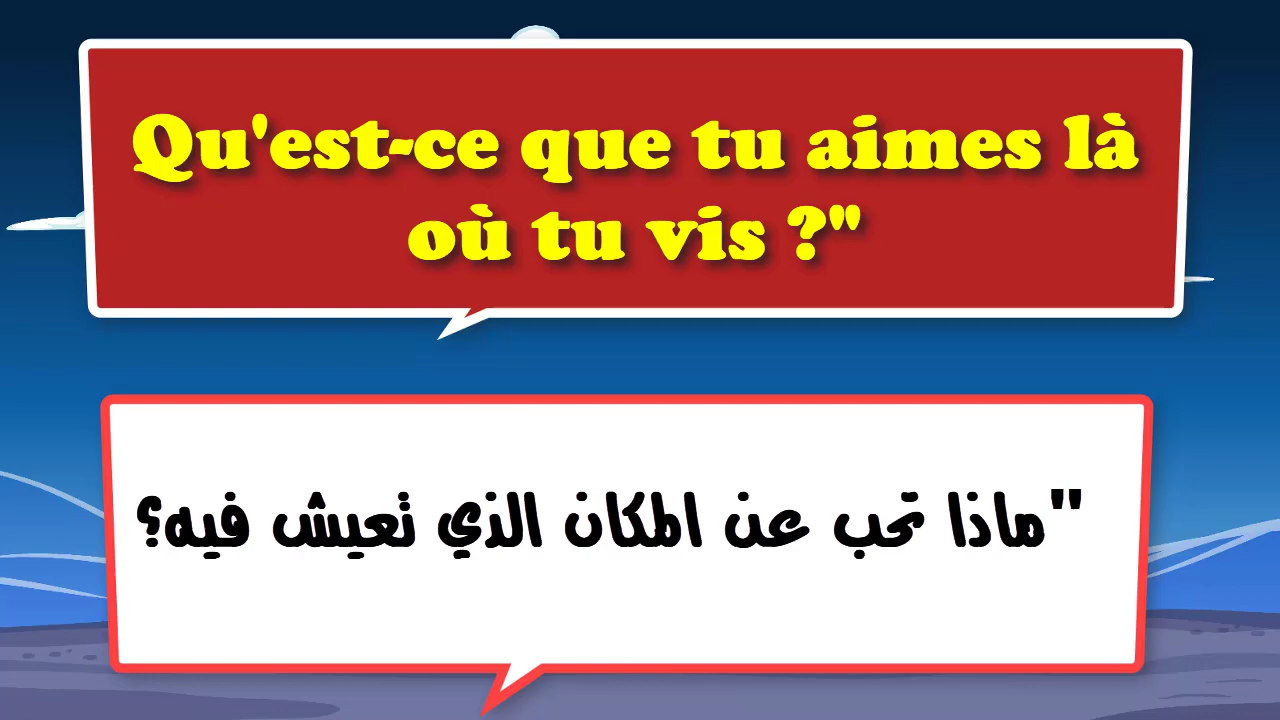 Qu'est-ce que tu aimes là
où tu vis ?"
"ماذا تحب عن المكان الذي تعيش فيه؟